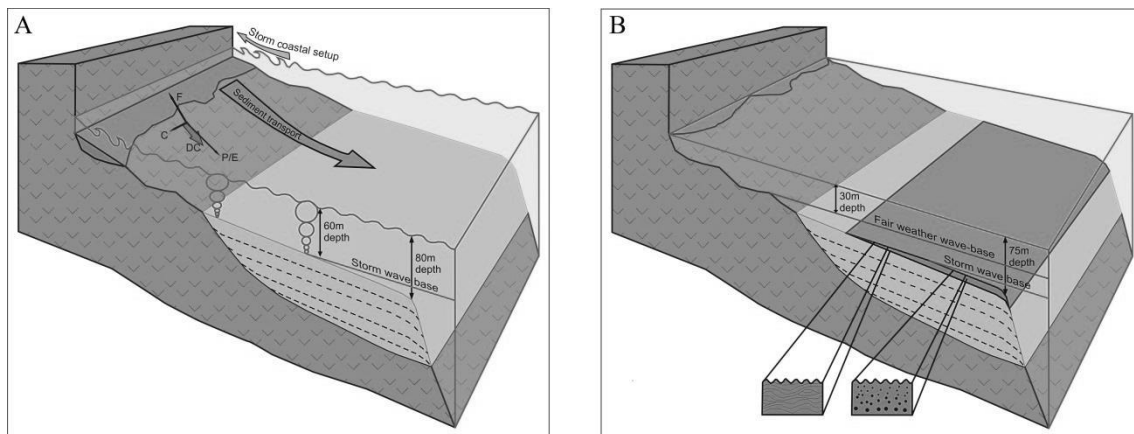 A
Storm coastal setup
Sediment transport
F
C
DC
P/E
60m
depth
80m
depth
Storm wave base
B
30m
depth
Fair weather wave-base
75m
depth
Storm wave base